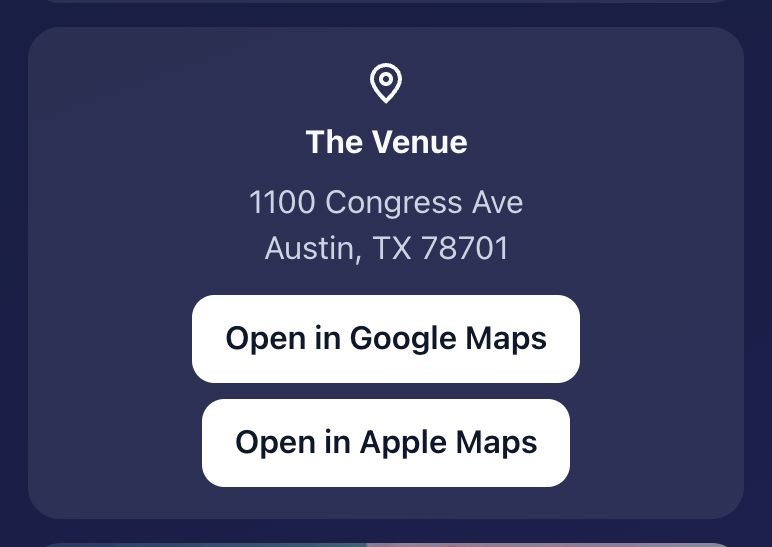 The Venue
1100 Congress Ave
Austin, TX 78701
Open in Google Maps
Open in Apple Maps